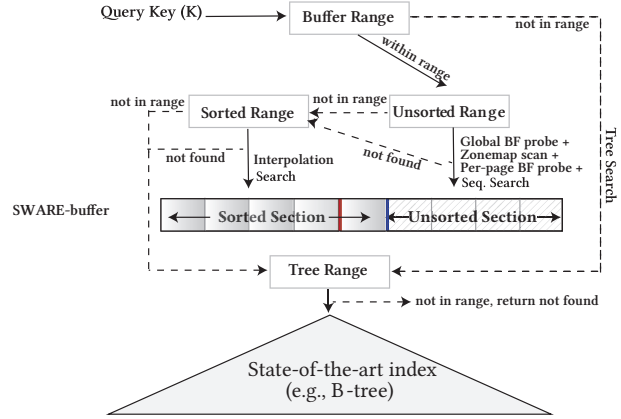 Query Key (K)
Buffer Range
not in range
within range
not in range
Sorted Range
not in range
Unsorted Range
not found
Interpolation
Search
not found
Global BF probe +
Zonemap scan +
Per-page BF probe +
Seq. Search
Tree Search
SWARE-buffer
Sorted Section
Unsorted Section
Tree Range
not in range, return not found
State-of-the-art index
(e.g., B-tree)